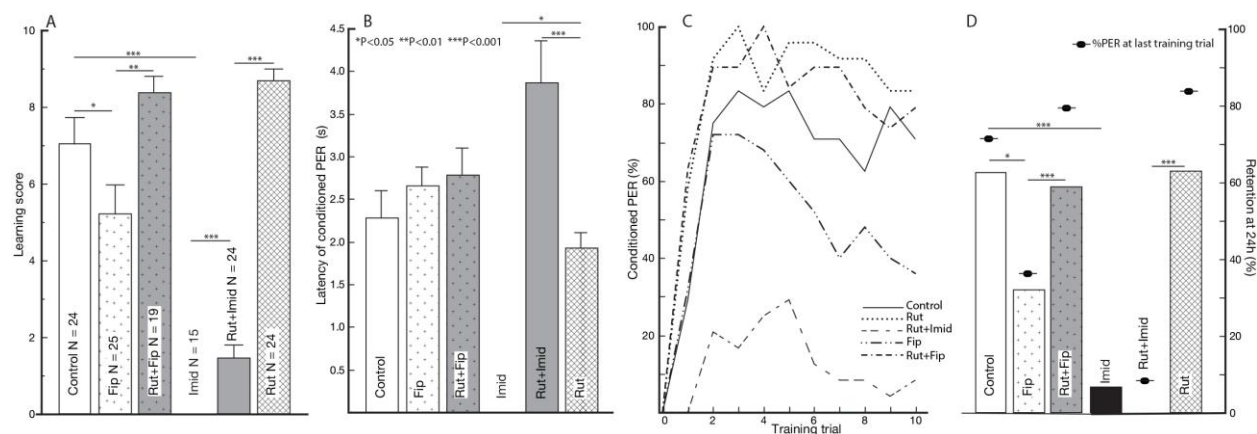 A
Learning score
10
8
6
4
2
0
***
**
*
***
***
Control N = 24
Fip N = 25
Rut+Fip N = 19
Imid N = 15
Rut+Imid N = 24
Rut N = 24
B
Latency of conditioned PER (s)
4.5
4.0
3.5
3.0
2.5
2.0
1.5
1.0
0.5
*P<0.05 **P<0.01 ***P<0.001
*
***
Control
Fip
Rut+Fip
Imid
Rut+Imid
Rut
C
Conditioned PER (%)
100
80
60
40
20
0 2 4 6 8 10
Training trial
Control
Rut
Rut+Imid
Fip
Rut+Fip
D
%PER at last training trial
***
*
***
***
Control
Fip
Rut+Fip
Imid
Rut+Imid
Rut
100
80
60
40
20
0
Retention at 24h (%)